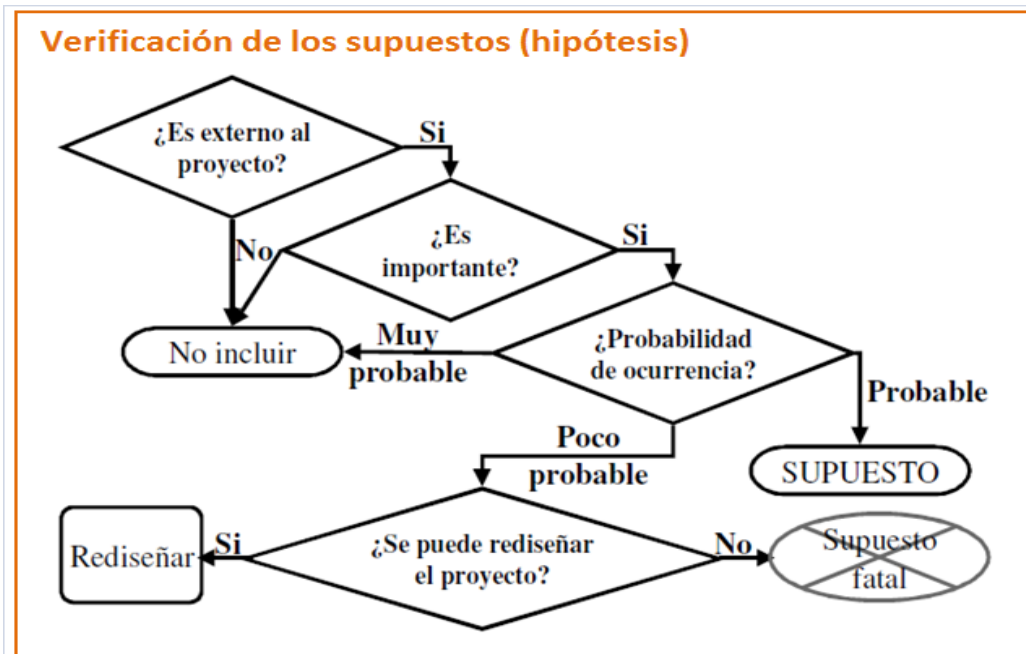 Verificación de los supuestos (hipótesis)
¿Es externo al
proyecto?
Si
No
¿Es
importante?
Si
No incluir
Muy
probable
¿Probabilidad
de ocurrencia?
Probable
SUPUESTO
Poco
probable
Rediseñar
Si
¿Se puede rediseñar
el proyecto?
No
Supuesto
fatal